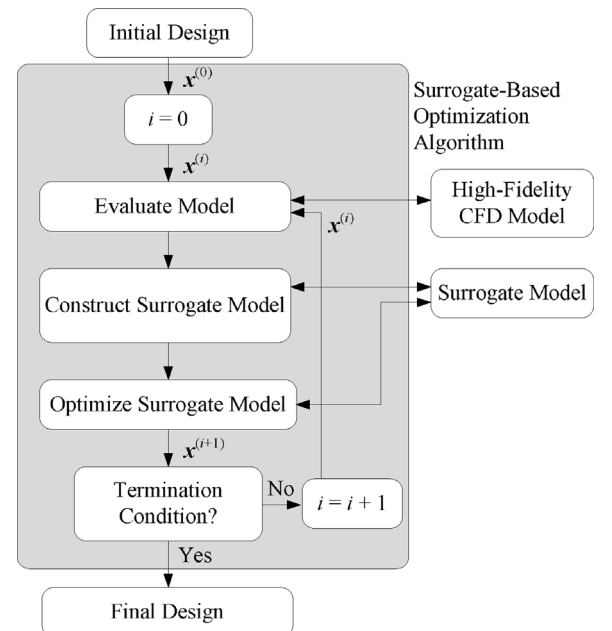 Initial Design
x^(0)
Surrogate-Based
Optimization
Algorithm
i = 0
x^(i)
Evaluate Model
High-Fidelity
CFD Model
x^(i)
Construct Surrogate Model
Surrogate Model
Optimize Surrogate Model
x^(i+1)
Termination
Condition?
No
i = i + 1
Yes
Final Design